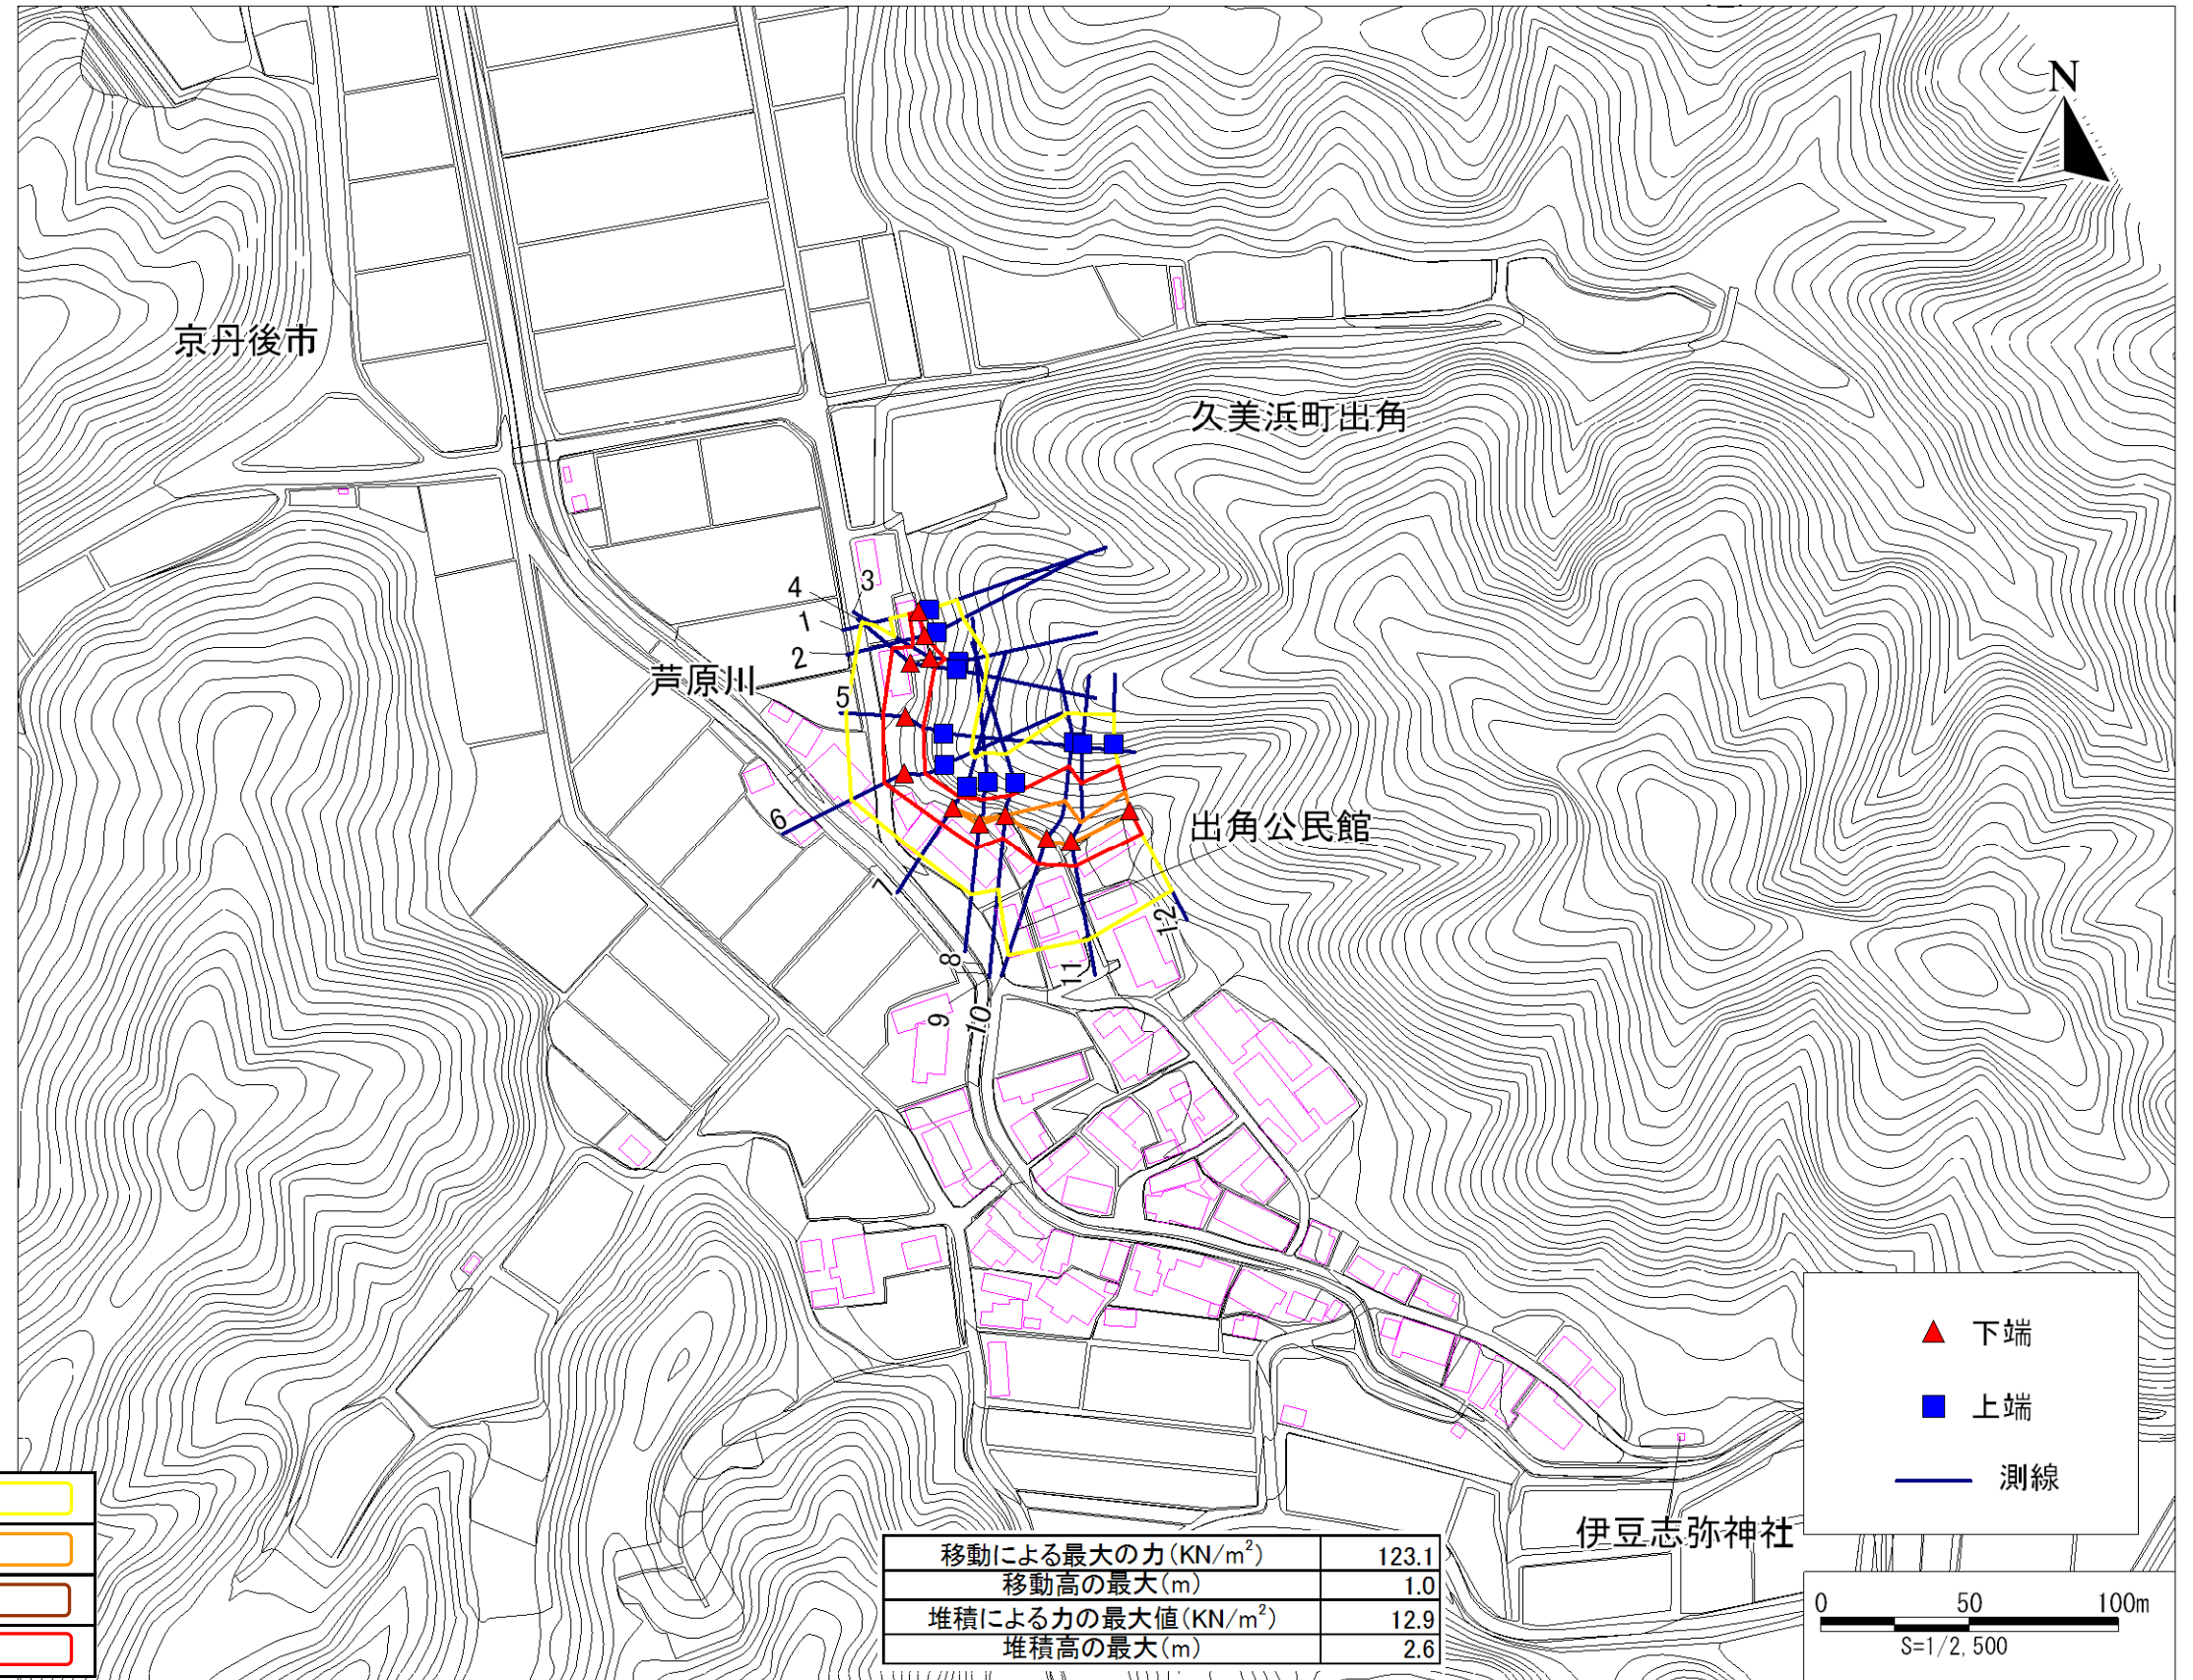 N
京丹後市
久美浜町出角
4
3
1
2
芦原川
5
6
出角公民館
7
12
8
11
9
10
下端
上端
測線
伊豆志弥神社
移動による最大の力(KN/m²) 123.1
移動高の最大(m) 1.0
堆積による力の最大値(KN/m²) 12.9
堆積高の最大(m) 2.6
0 50 100m
S=1/2,500